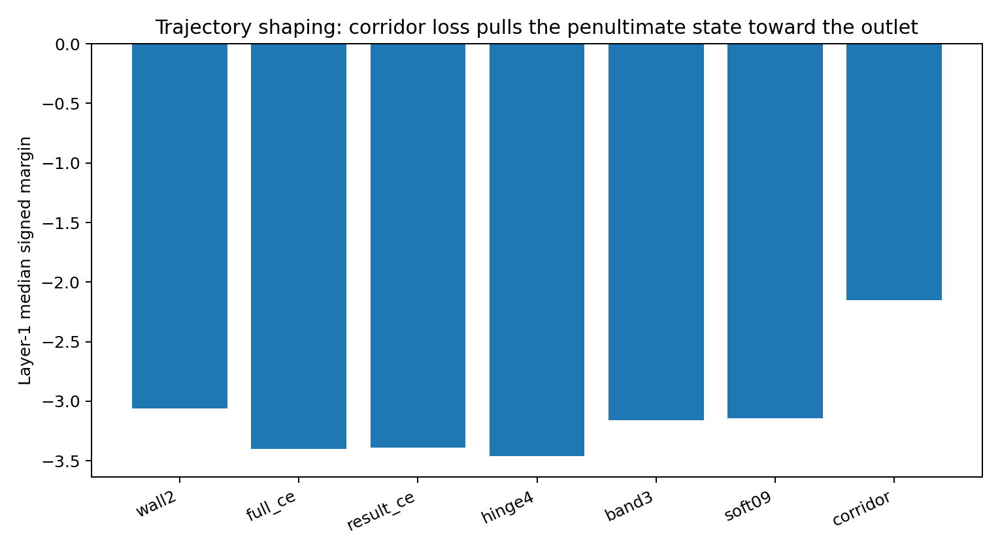 Trajectory shaping: corridor loss pulls the penultimate state toward the outlet
Layer-1 median signed margin
0.0
−0.5
−1.0
−1.5
−2.0
−2.5
−3.0
−3.5
wall2
full_ce
result_ce
hinge4
band3
soft09
corridor